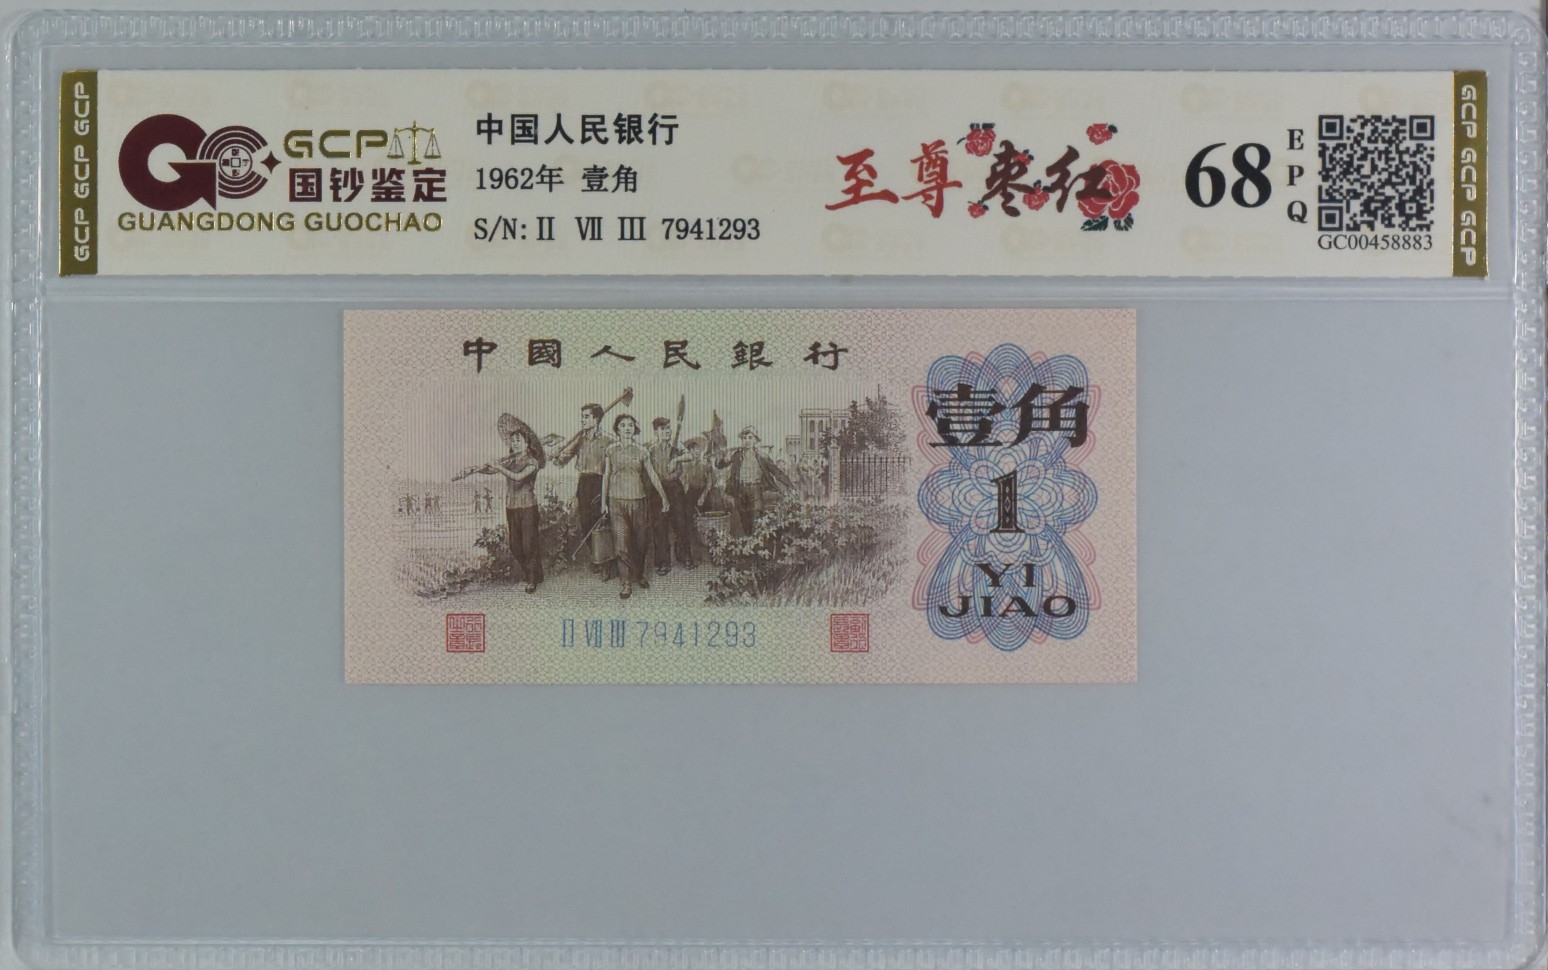 GCP GCP GCP
GCP
国钞鉴定
GUANGDONG GUOCHAO
中国人民银行
1962年 壹角
S/N: II VII III 7941293
至尊枣红
68
EPQ
GC00458883
GCP GCP GCP
中國人民銀行
壹角
1
YI
JIAO
II VII III 7941293